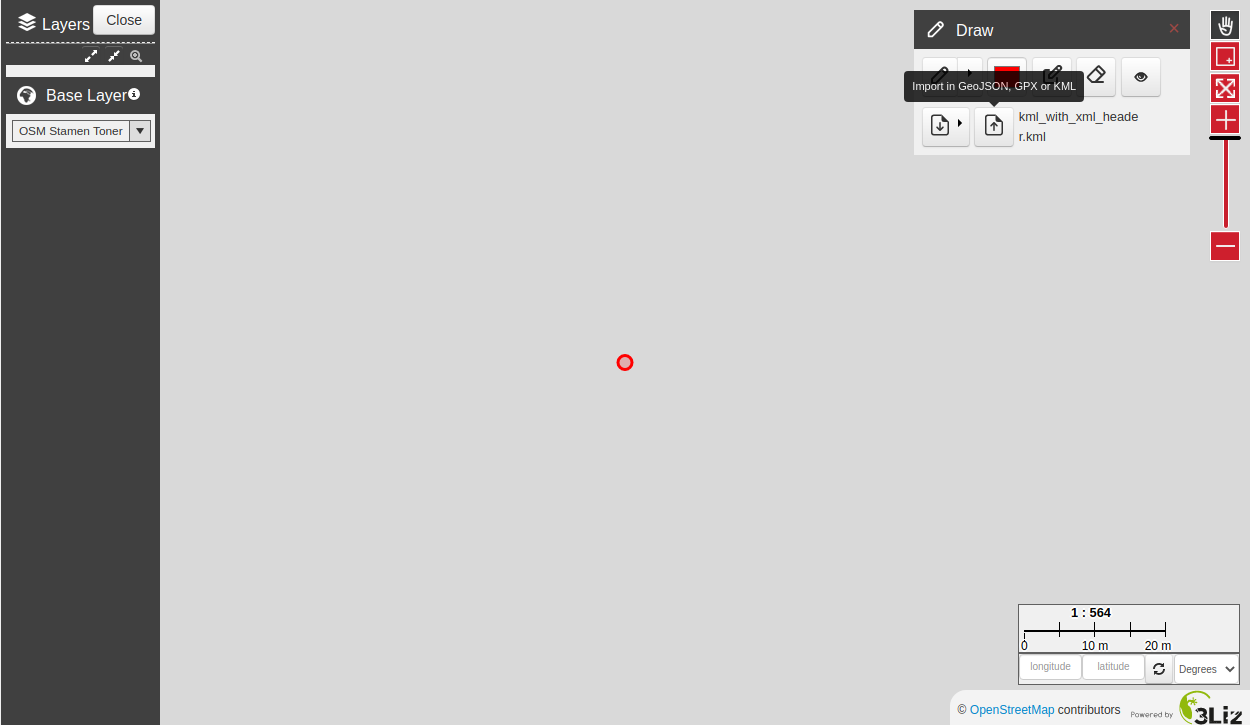 Layers
Close
Base Layer
OSM Stamen Toner
Draw
Import in GeoJSON, GPX or KML
kml_with_xml_heade
r.kml
1 : 564
0 10 m 20 m
longitude latitude Degrees
© OpenStreetMap contributors Powered by 3Liz